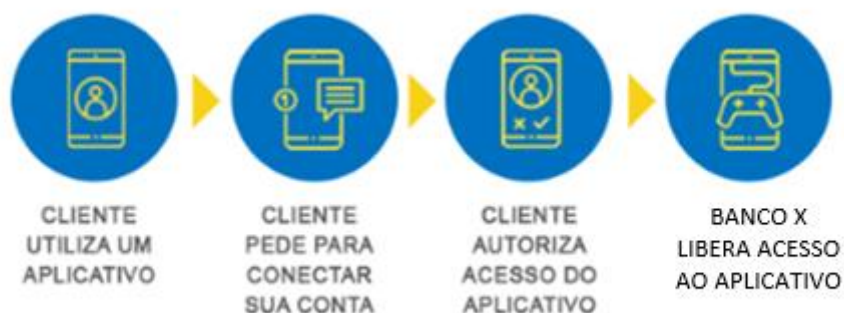 CLIENTE
UTILIZA UM
APLICATIVO
CLIENTE
PEDE PARA
CONECTAR
SUA CONTA
CLIENTE
AUTORIZA
ACESSO DO
APLICATIVO
BANCO X
LIBERA ACESSO
AO APLICATIVO